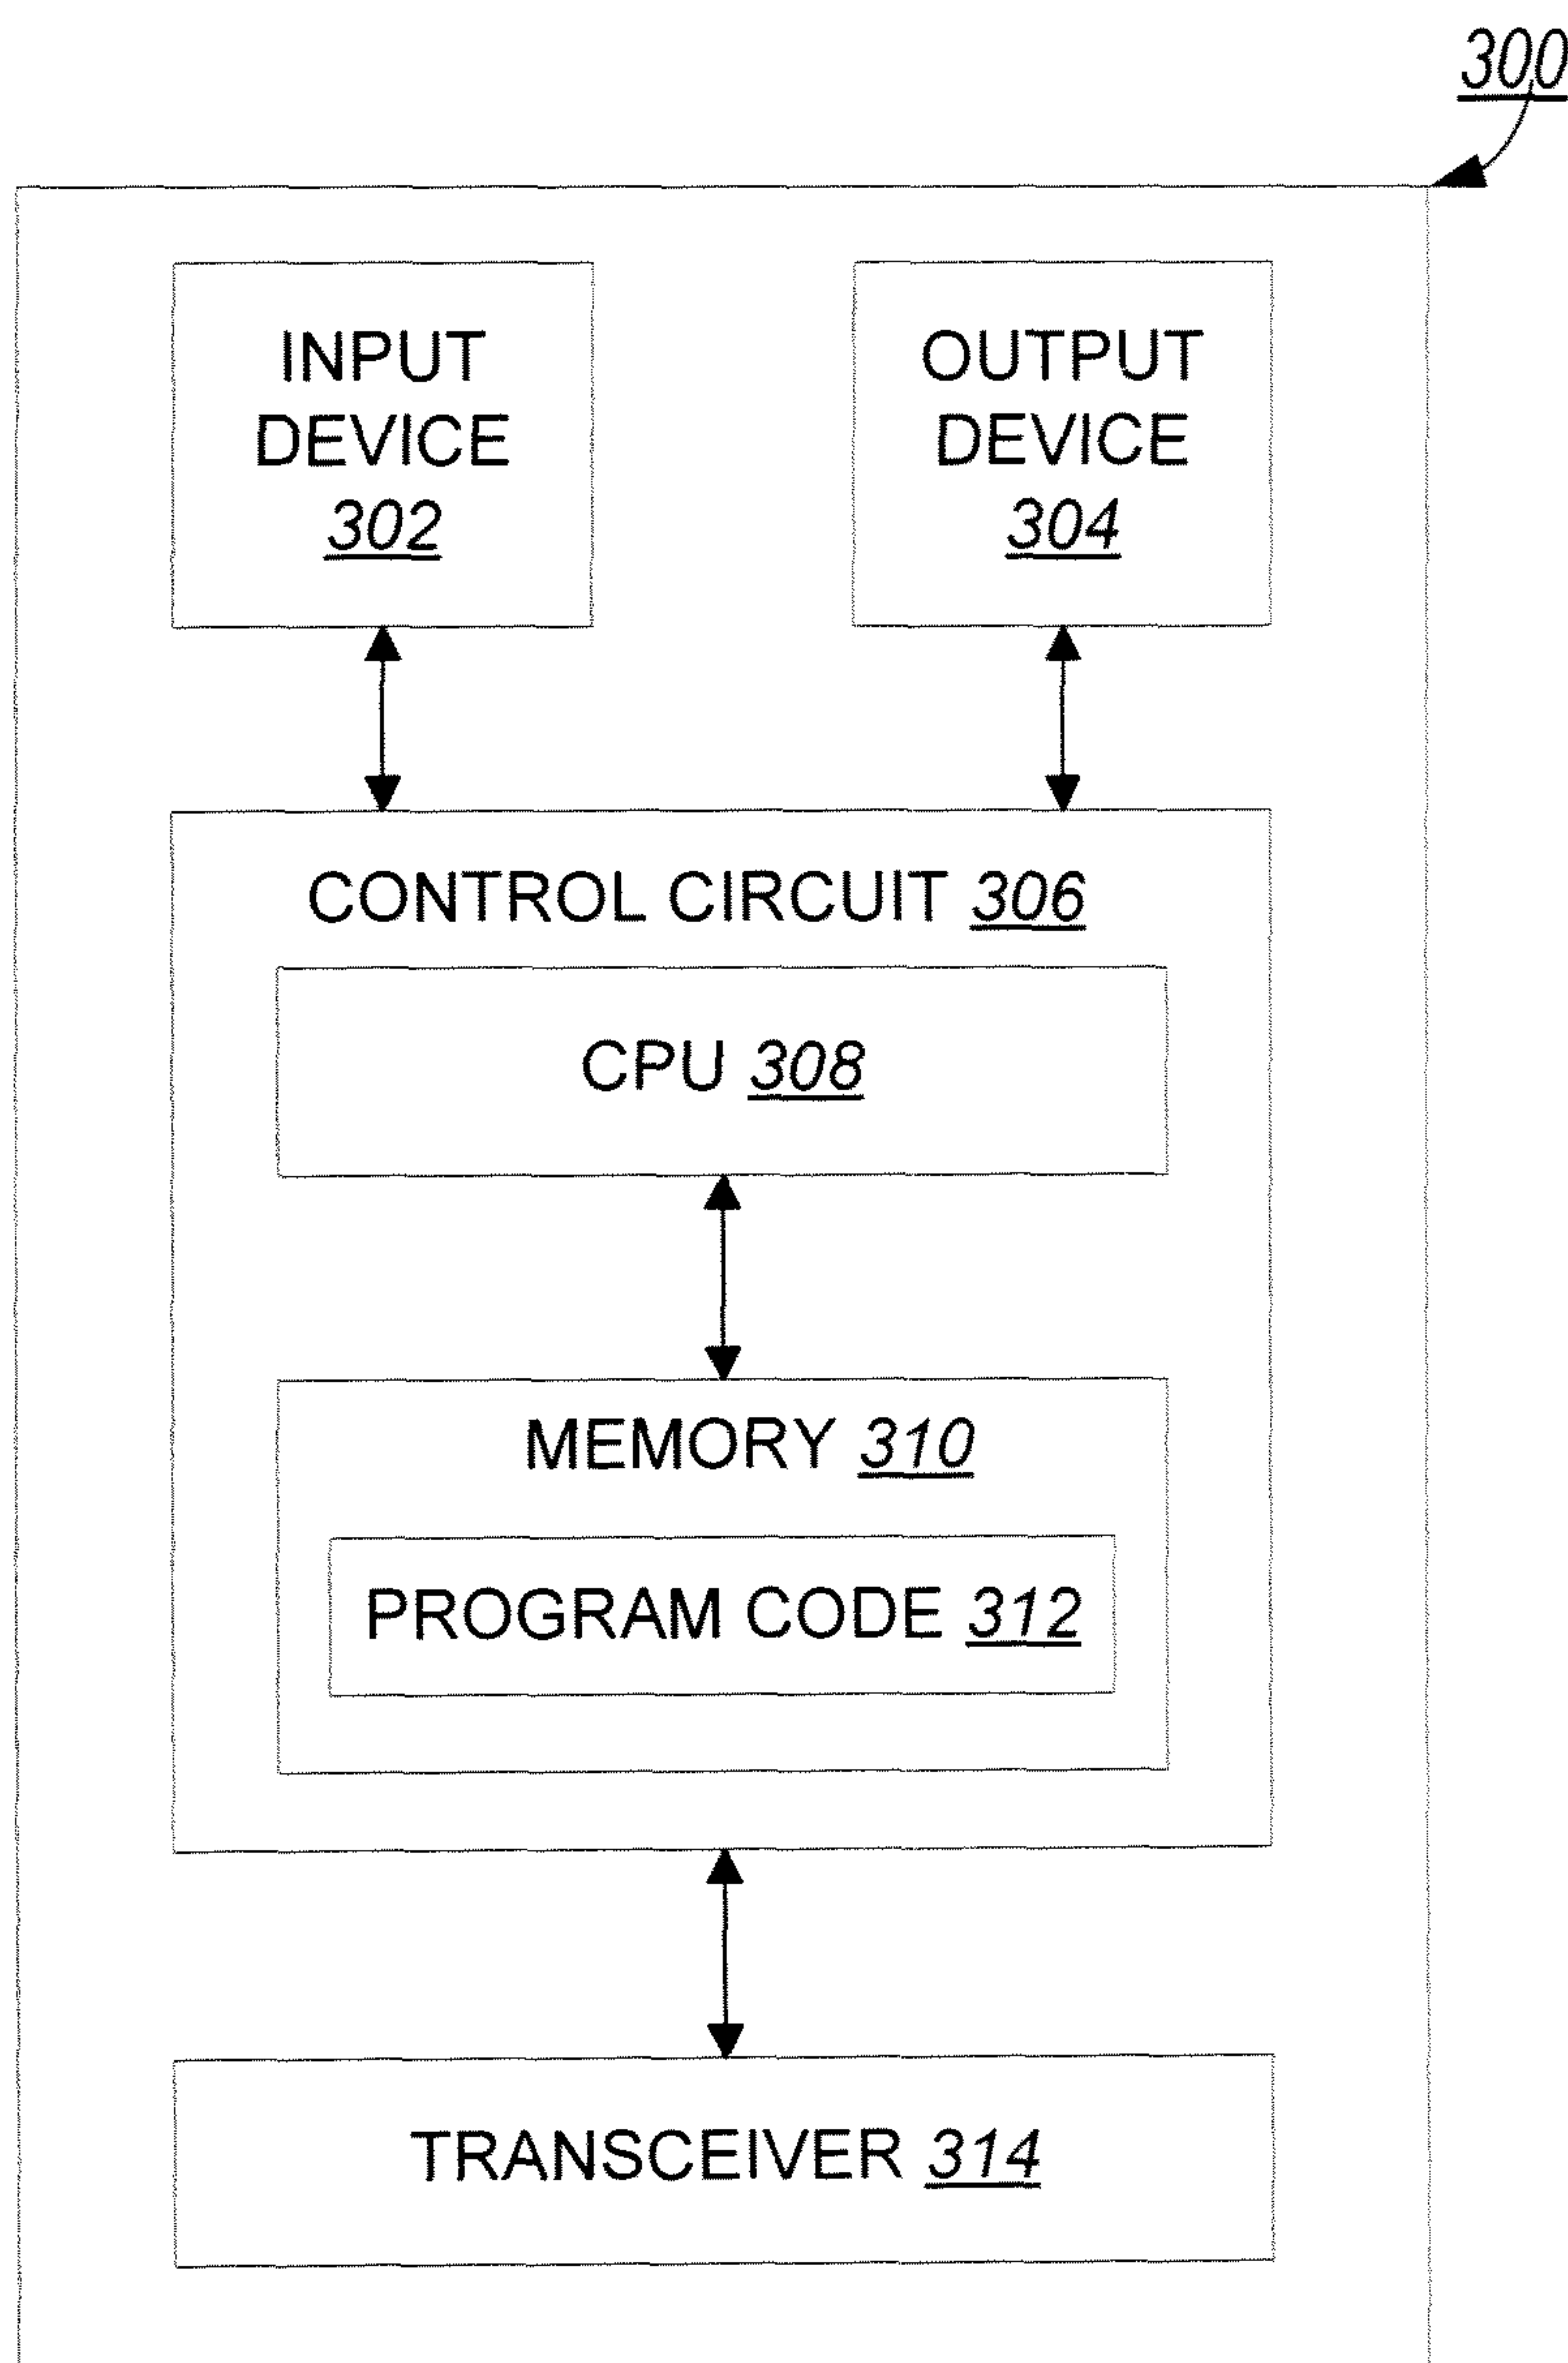 300
INPUT
DEVICE
302
OUTPUT
DEVICE
304
CONTROL CIRCUIT 306
CPU 308
MEMORY 310
PROGRAM CODE 312
TRANSCEIVER 314